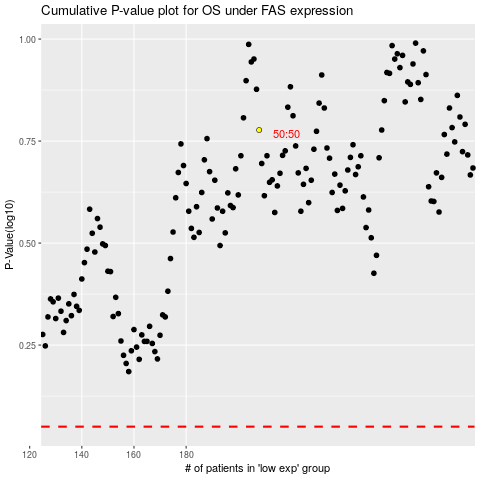 Cumulative P-value plot for OS under FAS expression
1.00
0.75
0.50
0.25
P-Value(log10)
50:50
120 140 160 180
# of patients in 'low exp' group